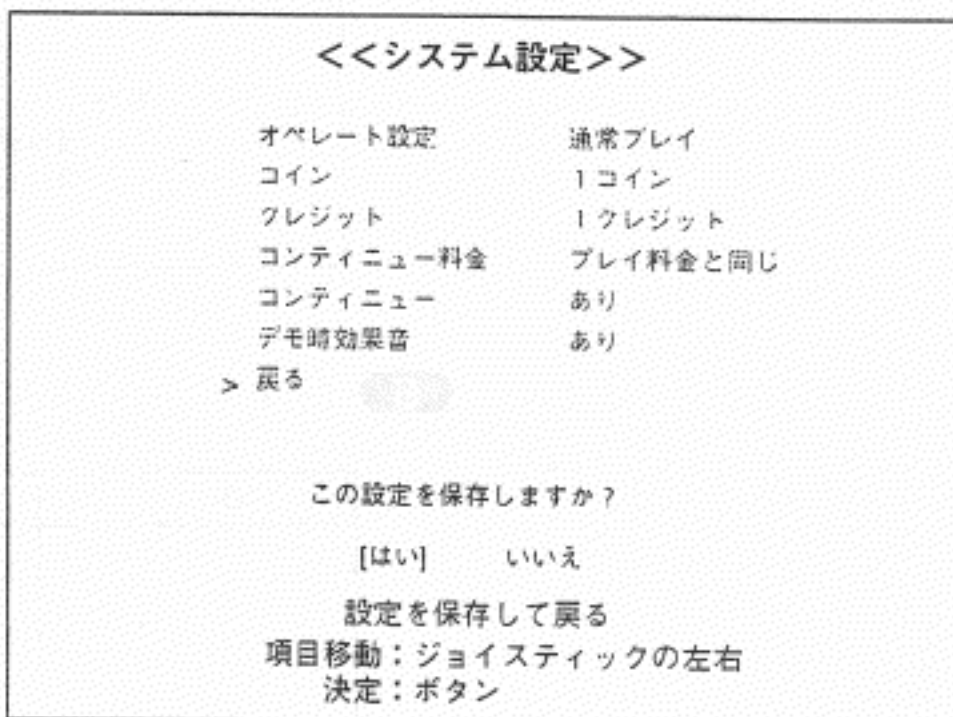 <<システム設定>>
オペレート設定 通常プレイ
コイン 1コイン
クレジット 1クレジット
コンティニュー料金 プレイ料金と同じ
コンティニュー あり
デモ時効果音 あり
> 戻る
この設定を保存しますか?
[はい] いいえ
設定を保存して戻る
項目移動:ジョイスティックの左右
決定:ボタン